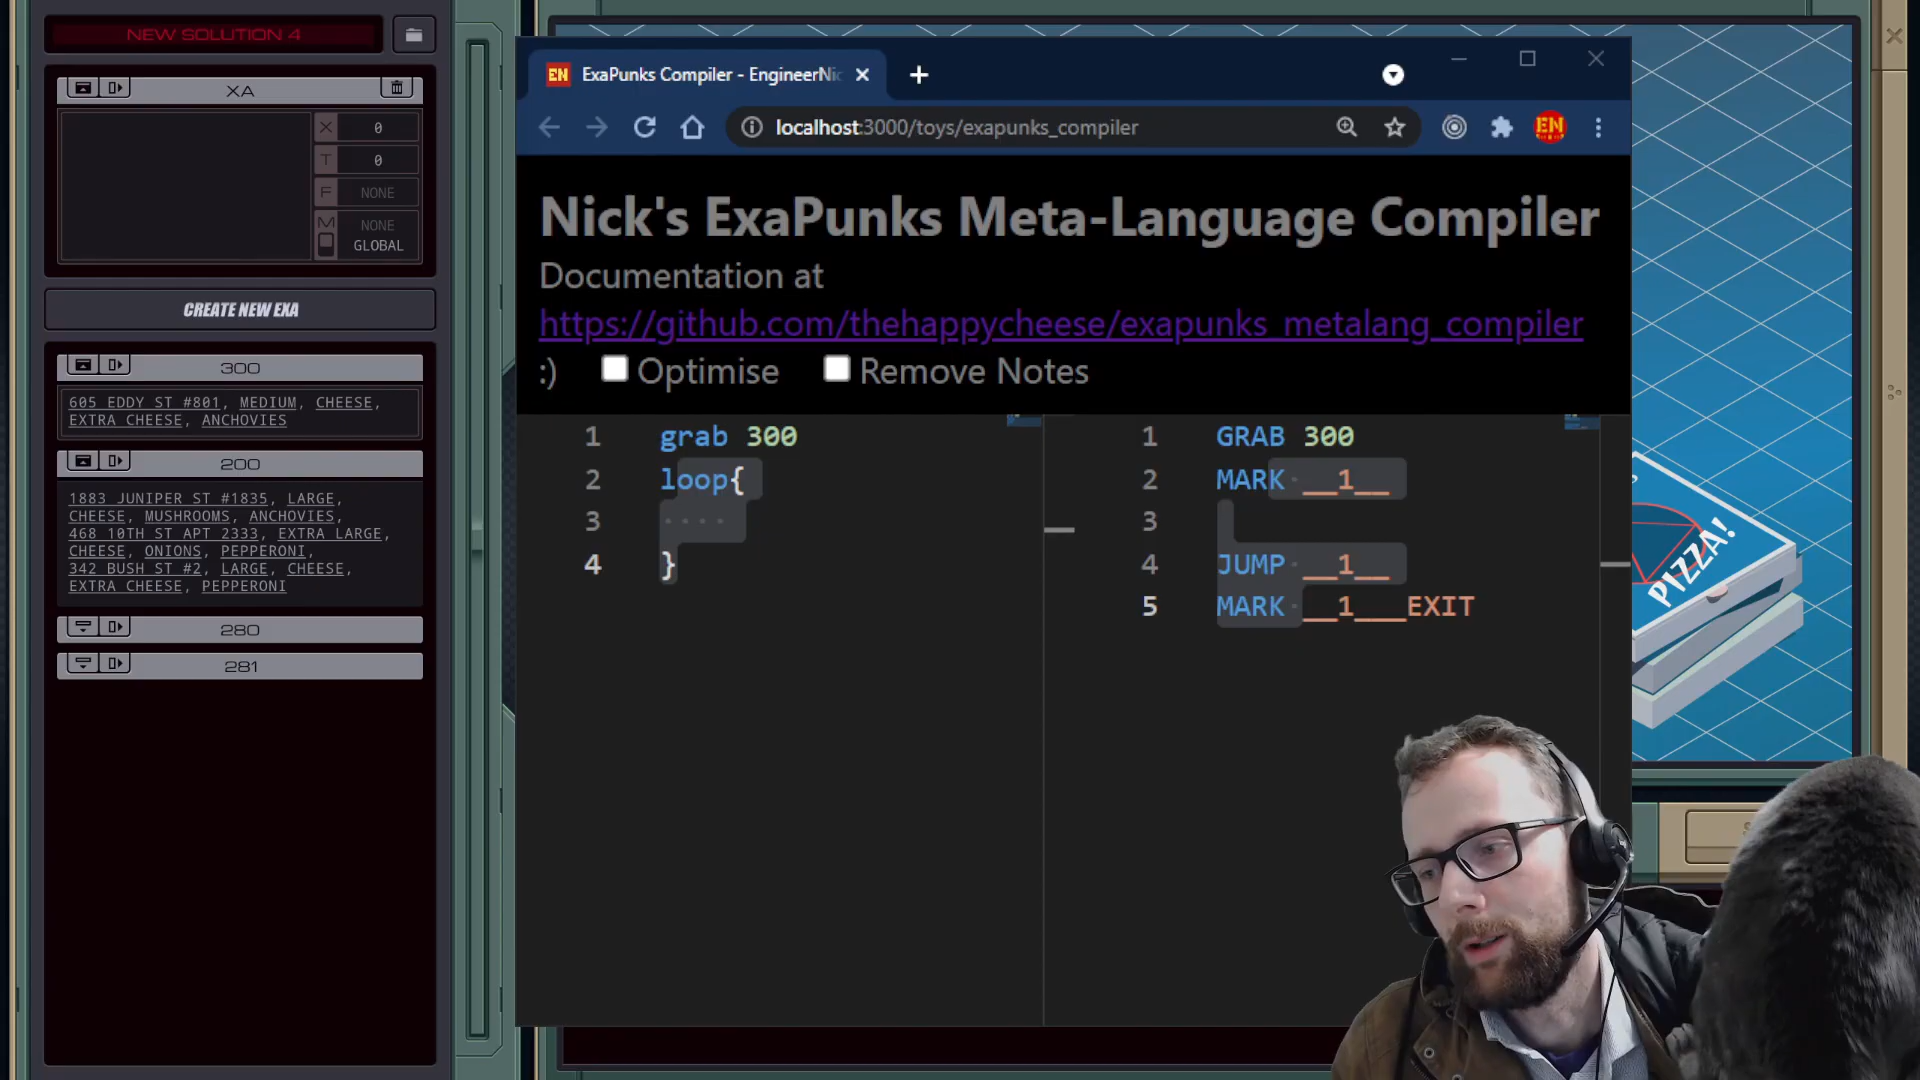 NEW SOLUTION 4
XA
X 0
T 0
F NONE
M NONE
GLOBAL
CREATE NEW EXA
300
605 EDDY ST #801, MEDIUM, CHEESE,
EXTRA CHEESE, ANCHOVIES
200
1883 JUNIPER ST #1835, LARGE,
CHEESE, MUSHROOMS, ANCHOVIES,
468 10TH ST APT 2333, EXTRA LARGE,
CHEESE, ONIONS, PEPPERONI,
342 BUSH ST #2, LARGE, CHEESE,
EXTRA CHEESE, PEPPERONI
280
281
EN ExaPunks Compiler - EngineerNic
localhost:3000/toys/exapunks_compiler
EN
Nick's ExaPunks Meta-Language Compiler
Documentation at
https://github.com/thehappycheese/exapunks_metalang_compiler
:) Optimise Remove Notes
1 grab 300
2 loop{
3 ····
4 }
1 GRAB 300
2 MARK·__1__
3
4 JUMP·__1__
5 MARK·__1___EXIT
PIZZA!